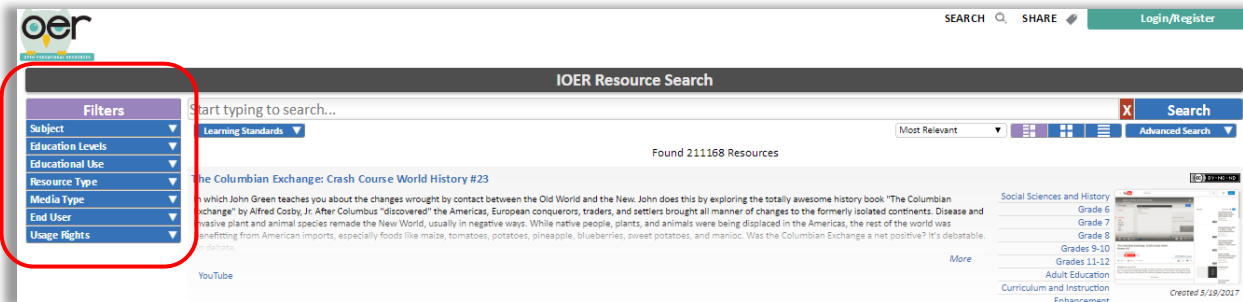 oer
OPEN EDUCATIONAL RESOURCES
SEARCH SHARE Login/Register
IOER Resource Search
Filters
Subject
Education Levels
Educational Use
Resource Type
Media Type
End User
Usage Rights
Start typing to search...
X Search
Learning Standards
Most Relevant
Advanced Search
Found 211168 Resources
The Columbian Exchange: Crash Course World History #23
In which John Green teaches you about the changes wrought by contact between the Old World and the New. John does this by exploring the totally awesome history book "The Columbian
Exchange" by Alfred Cosby, Jr. After Columbus "discovered" the Americas, European conquerors, traders, and settlers brought all manner of changes to the formerly isolated continents. Disease and
invasive plant and animal species remade the New World, usually in negative ways. While native people, plants, and animals were being displaced in the Americas, the rest of the world was
benefitting from American imports, especially foods like maize, tomatoes, potatoes, pineapple, blueberries, sweet potatoes, and manioc. Was the Columbian Exchange a net positive? It's debatable.
debate.
More
YouTube
Social Sciences and History
Grade 6
Grade 7
Grade 8
Grades 9-10
Grades 11-12
Adult Education
Curriculum and Instruction
Enhancement
cc BY-NC-ND
Created 5/19/2017